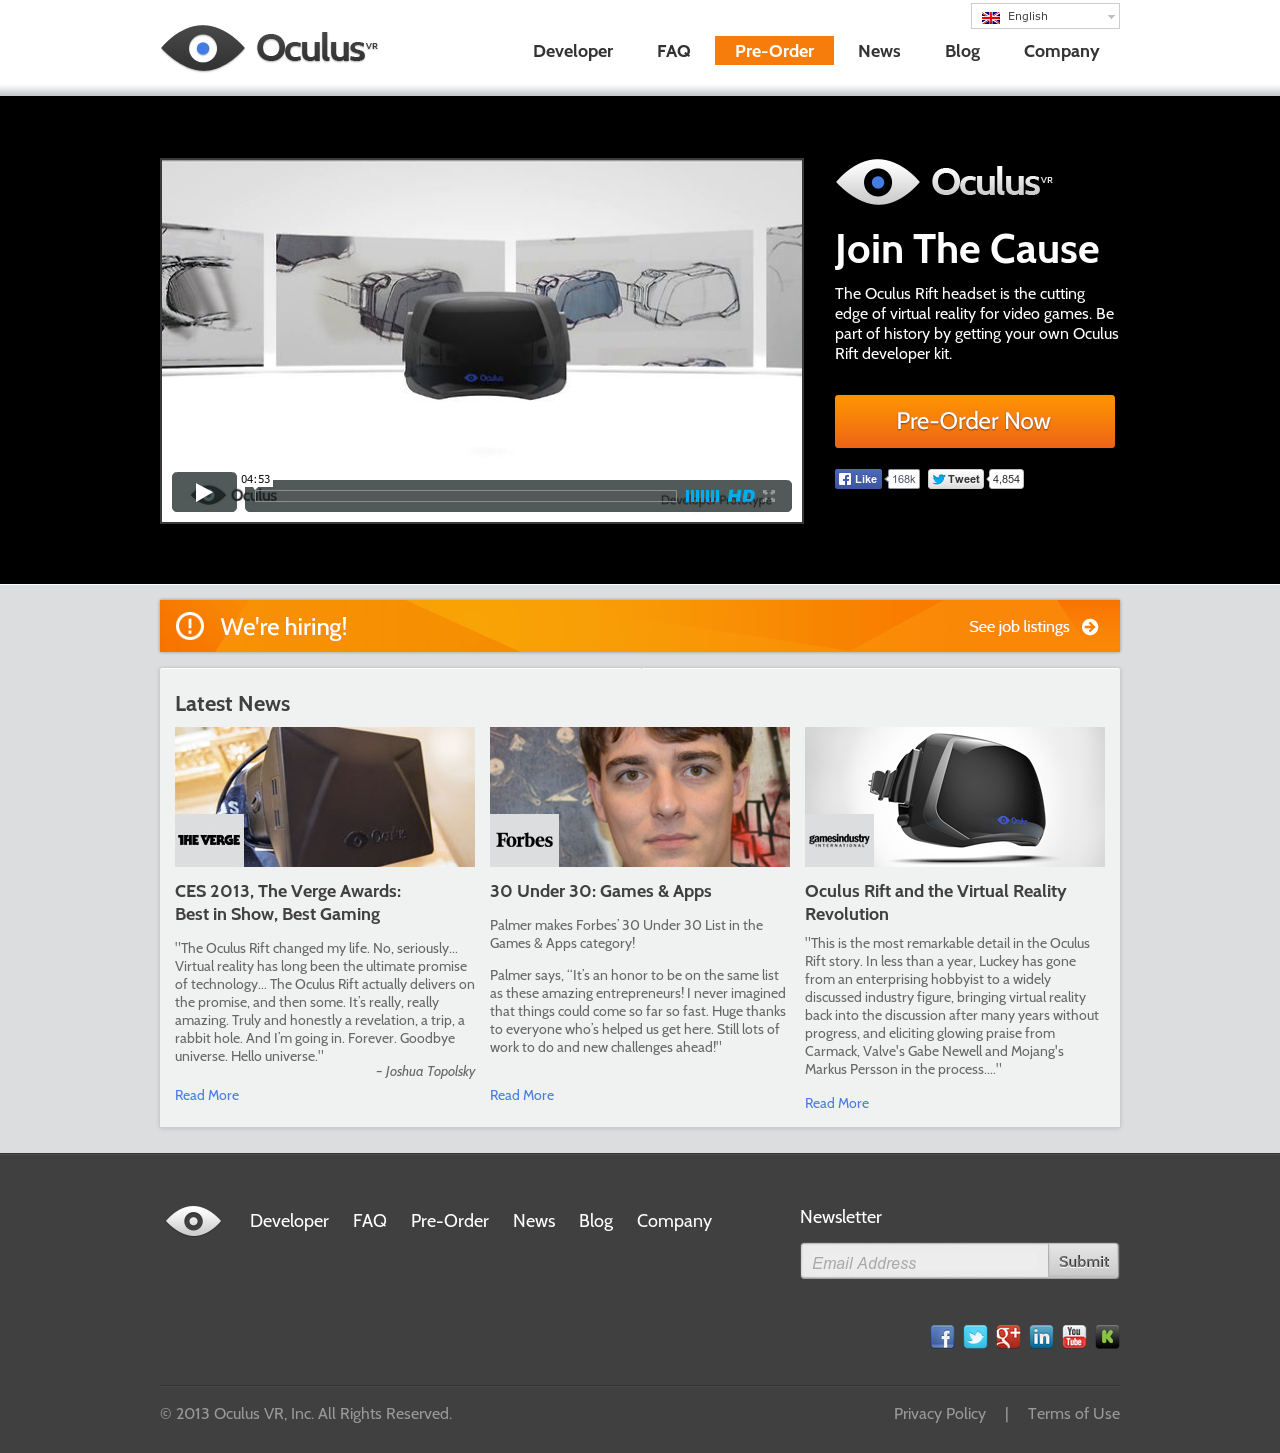 English
Oculus VR
Developer FAQ Pre-Order News Blog Company
Oculus VR
Join The Cause
The Oculus Rift headset is the cutting
edge of virtual reality for video games. Be
part of history by getting your own Oculus
Rift developer kit.
Pre-Order Now
Like 168k Tweet 4,854
Oculus
04:53
Oculus
HD
Developer Prototype
We're hiring!
See job listings
Latest News
Oculus
THE VERGE
CES 2013, The Verge Awards:
Best in Show, Best Gaming
"The Oculus Rift changed my life. No, seriously...
Virtual reality has long been the ultimate promise
of technology... The Oculus Rift actually delivers on
the promise, and then some. It's really, really
amazing. Truly and honestly a revelation, a trip, a
rabbit hole. And I'm going in. Forever. Goodbye
universe. Hello universe."
- Joshua Topolsky
Read More
Forbes
30 Under 30: Games & Apps
Palmer makes Forbes' 30 Under 30 List in the
Games & Apps category!
Palmer says, “It's an honor to be on the same list
as these amazing entrepreneurs! I never imagined
that things could come so far so fast. Huge thanks
to everyone who's helped us get here. Still lots of
work to do and new challenges ahead!"
Read More
gamesindustry
INTERNATIONAL
Oculus Rift and the Virtual Reality
Revolution
"This is the most remarkable detail in the Oculus
Rift story. In less than a year, Luckey has gone
from an enterprising hobbyist to a widely
discussed industry figure, bringing virtual reality
back into the discussion after many years without
progress, and eliciting glowing praise from
Carmack, Valve's Gabe Newell and Mojang's
Markus Persson in the process...."
Read More
Developer FAQ Pre-Order News Blog Company
Newsletter
Email Address
Submit
You
Tube
© 2013 Oculus VR, Inc. All Rights Reserved.
Privacy Policy | Terms of Use